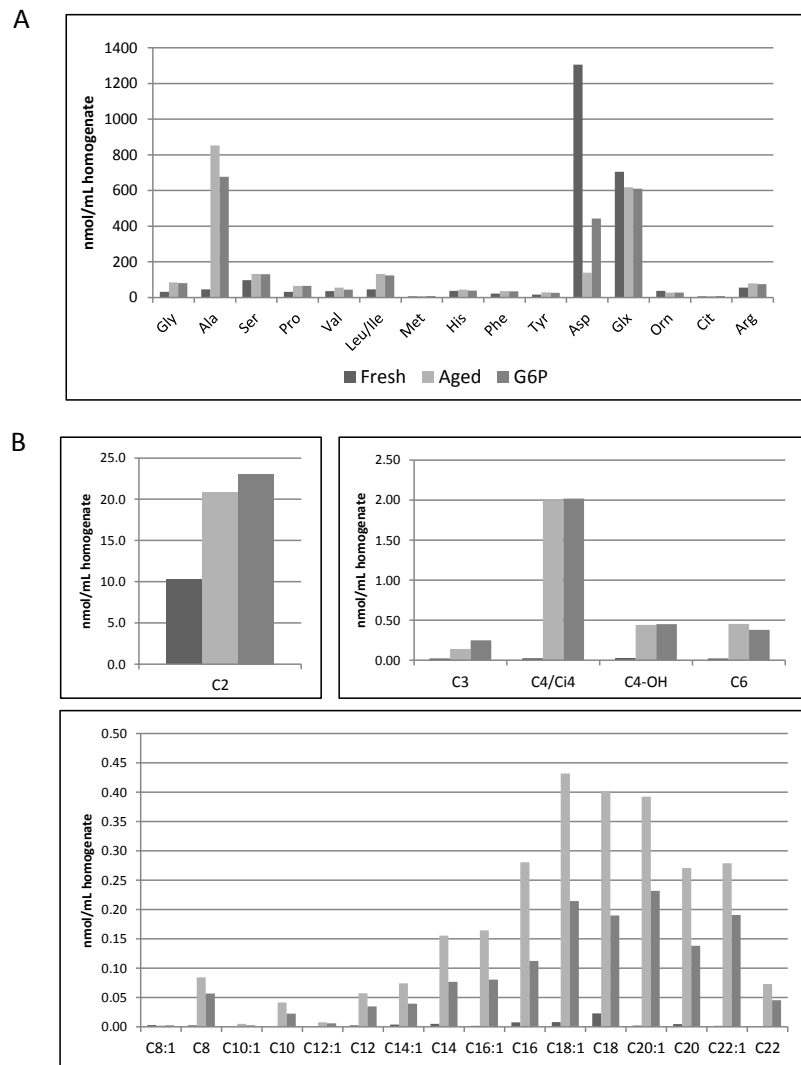 A
nmol/mL homogenate
1400
1200
1000
800
600
400
200
0
Gly Ala Ser Pro Val Leu/Ile Met His Phe Tyr Asp Glx Orn Cit Arg
Fresh Aged G6P
B
nmol/mL homogenate
25.0
20.0
15.0
10.0
5.0
0.0
C2
nmol/mL homogenate
2.50
2.00
1.50
1.00
0.50
0.00
C3 C4/Ci4 C4-OH C6
nmol/mL homogenate
0.50
0.45
0.40
0.35
0.30
0.25
0.20
0.15
0.10
0.05
0.00
C8:1 C8 C10:1 C10 C12:1 C12 C14:1 C14 C16:1 C16 C18:1 C18 C20:1 C20 C22:1 C22